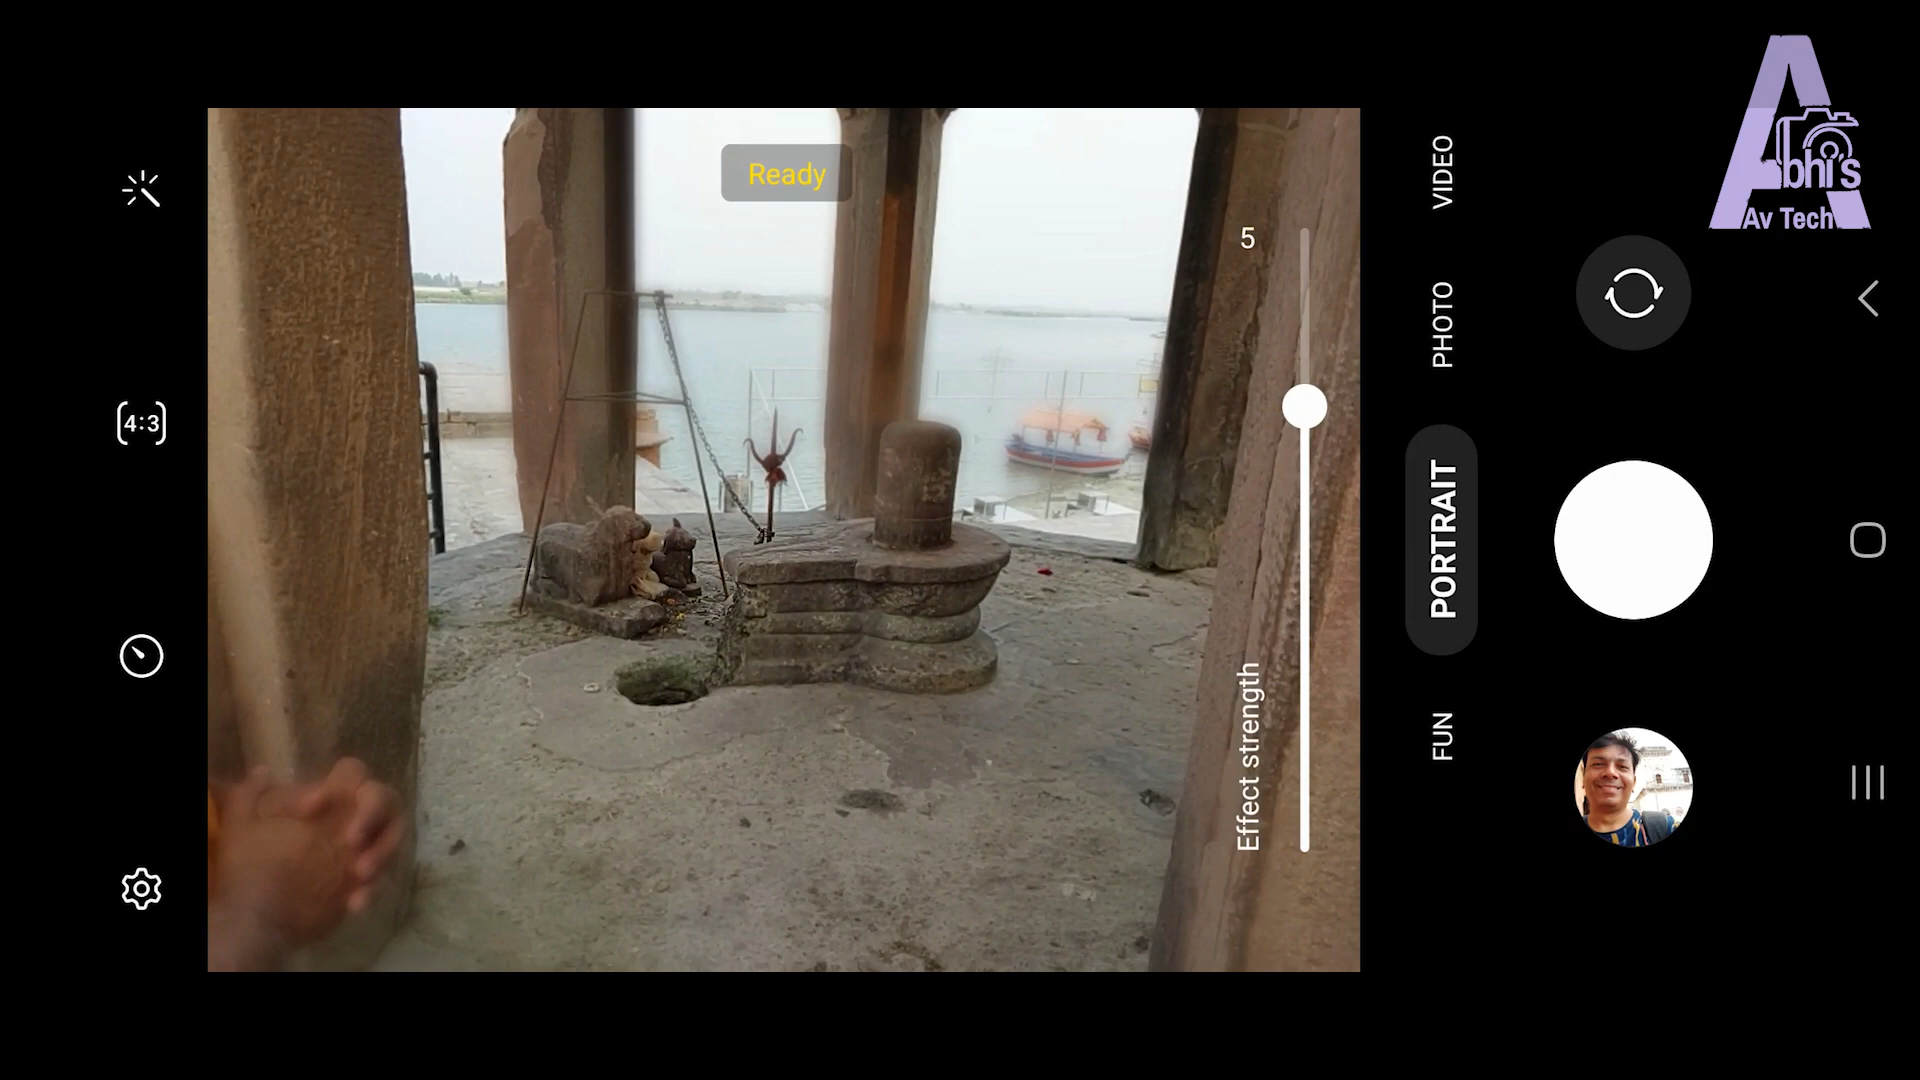 Ready
5
Effect strength
4:3
VIDEO
PHOTO
PORTRAIT
FUN
Abhi's
Av Tech